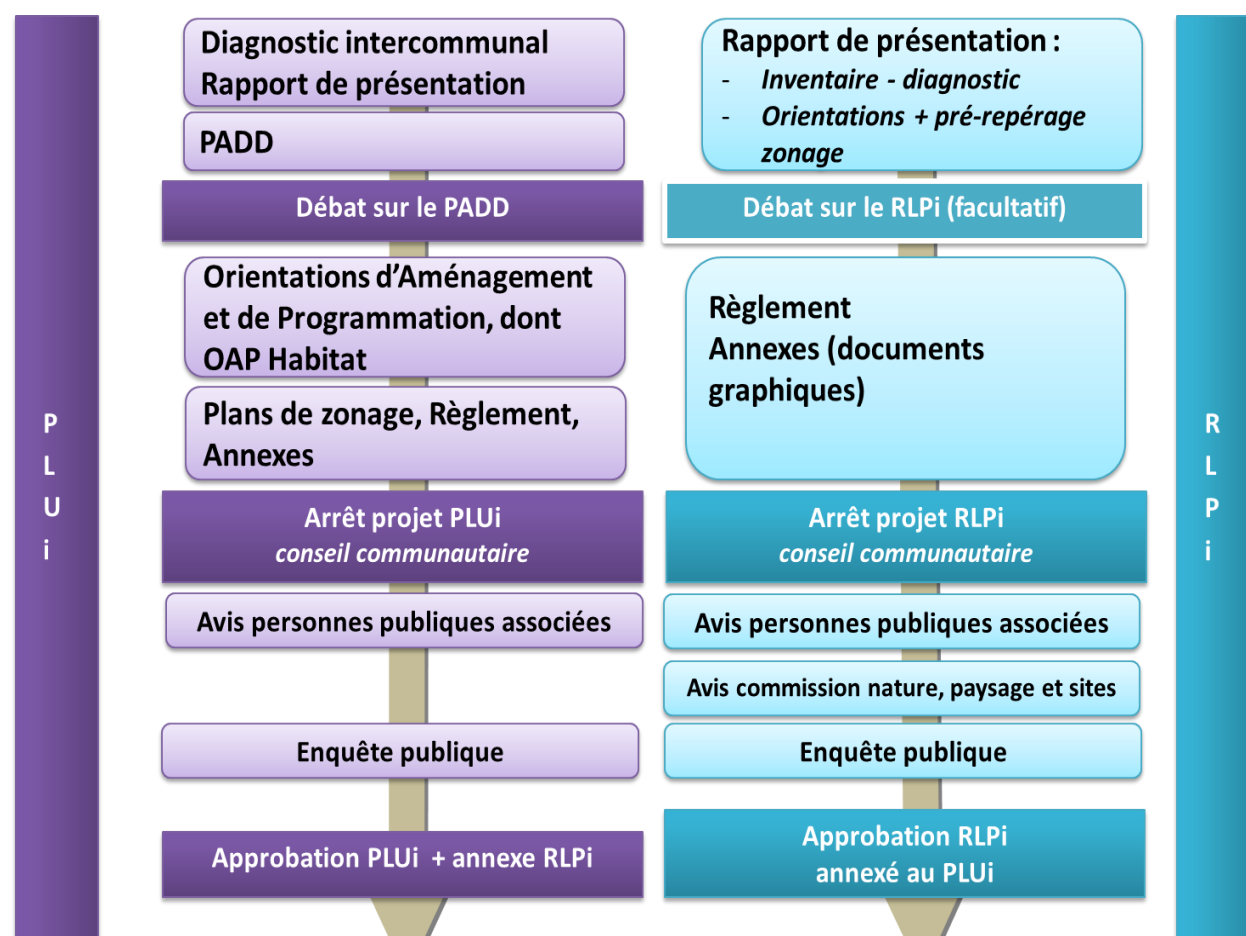 P
L
U
i
Diagnostic intercommunal
Rapport de présentation
PADD
Débat sur le PADD
Orientations d'Aménagement
et de Programmation, dont
OAP Habitat
Plans de zonage, Règlement,
Annexes
Arrêt projet PLUi
conseil communautaire
Avis personnes publiques associées
Enquête publique
Approbation PLUi + annexe RLPi
Rapport de présentation :
- Inventaire - diagnostic
- Orientations + pré-repérage
zonage
Débat sur le RLPi (facultatif)
Règlement
Annexes (documents
graphiques)
Arrêt projet RLPi
conseil communautaire
Avis personnes publiques associées
Avis commission nature, paysage et sites
Enquête publique
Approbation RLPi
annexé au PLUi
R
L
P
i